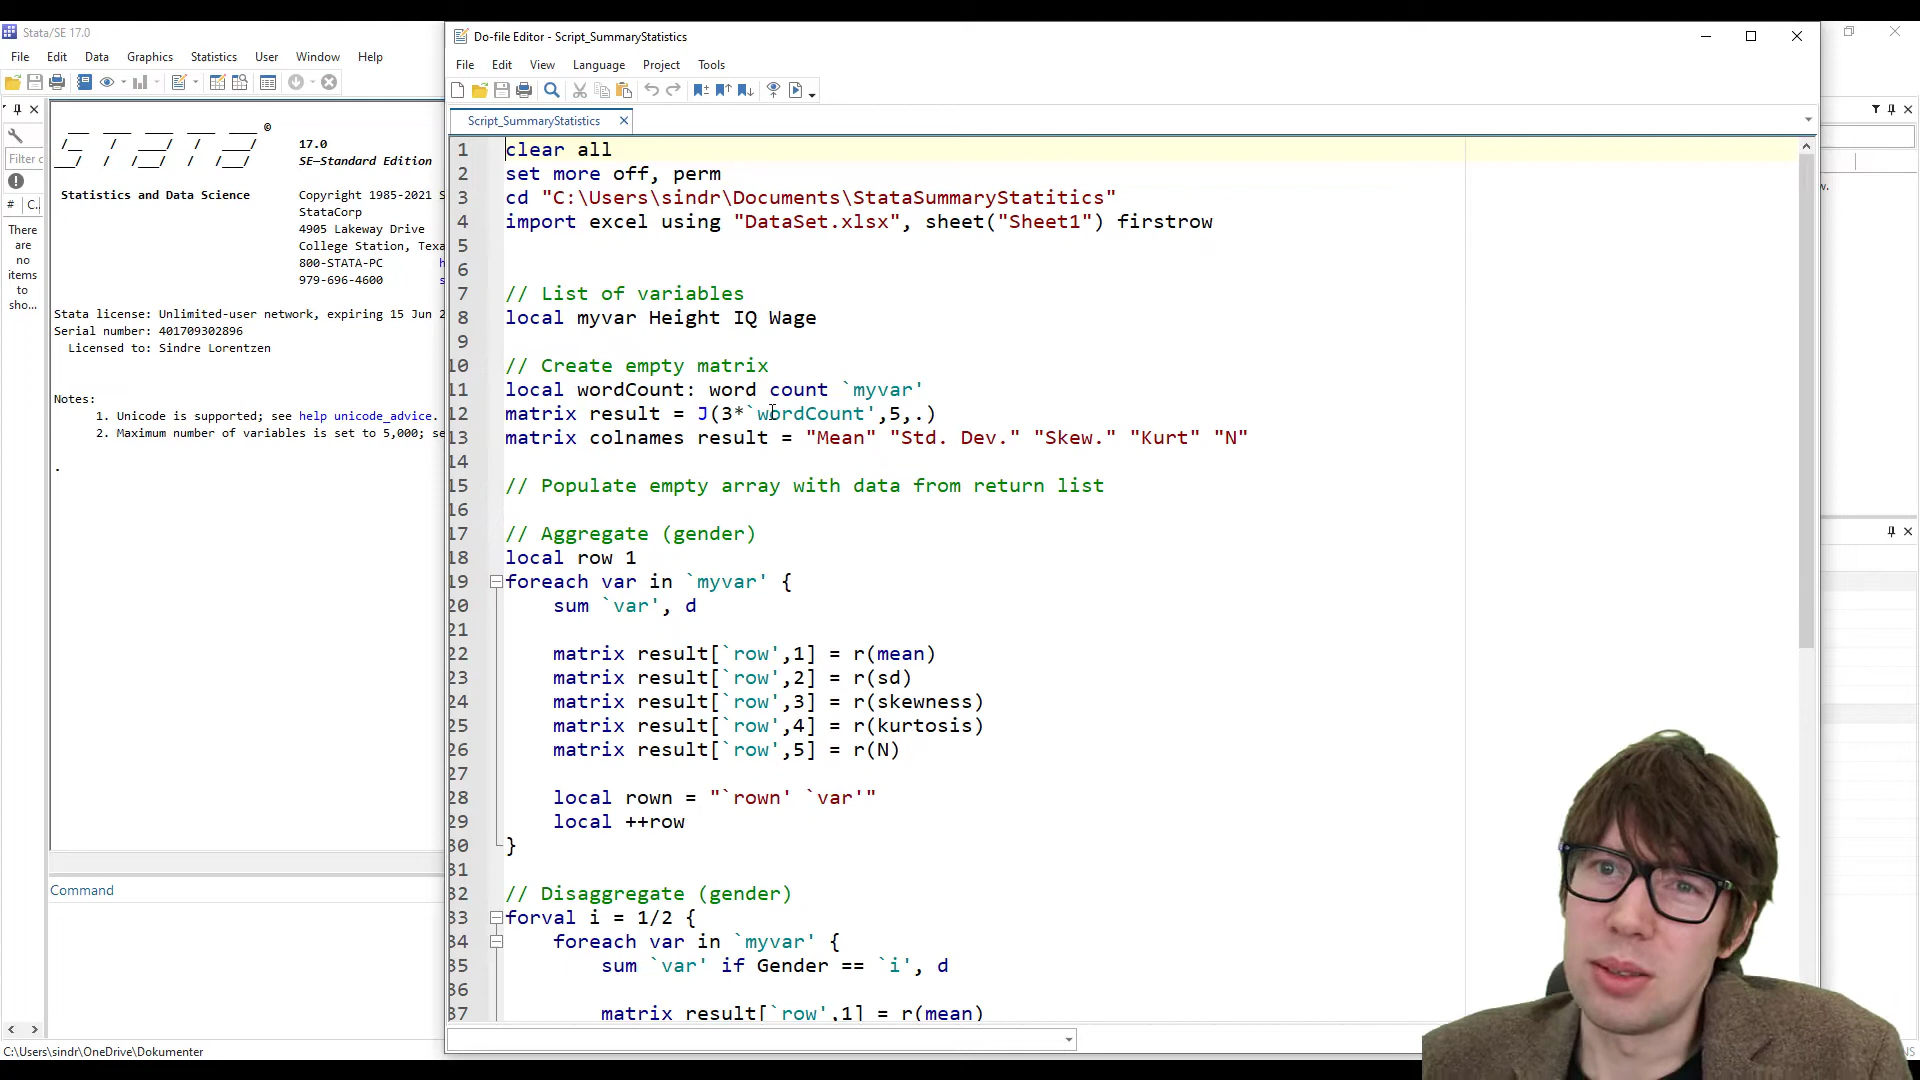 Stata/SE 17.0
File Edit Data Graphics Statistics User Window Help
Filter c
# C..
There
are
no
items
to
sho...
©
17.0
SE—Standard Edition
Statistics and Data Science
Copyright 1985-2021 S
StataCorp
4905 Lakeway Drive
College Station, Texa
800-STATA-PC
979-696-4600
Stata license: Unlimited-user network, expiring 15 Jun 2
Serial number: 401709302896
Licensed to: Sindre Lorentzen
Notes:
1. Unicode is supported; see help unicode_advice.
2. Maximum number of variables is set to 5,000; se
.
Command
C:\Users\sindr\OneDrive\Dokumenter
Do-file Editor - Script_SummaryStatistics
File Edit View Language Project Tools
Script_SummaryStatistics
1 clear all
2 set more off, perm
3 cd "C:\Users\sindr\Documents\StataSummaryStatitics"
4 import excel using "DataSet.xlsx", sheet("Sheet1") firstrow
5
6
7 // List of variables
8 local myvar Height IQ Wage
9
10 // Create empty matrix
11 local wordCount: word count `myvar'
12 matrix result = J(3*`wordCount',5,.)
13 matrix colnames result = "Mean" "Std. Dev." "Skew." "Kurt" "N"
14
15 // Populate empty array with data from return list
16
17 // Aggregate (gender)
18 local row 1
19 foreach var in `myvar' {
20 sum `var', d
21
22 matrix result[`row',1] = r(mean)
23 matrix result[`row',2] = r(sd)
24 matrix result[`row',3] = r(skewness)
25 matrix result[`row',4] = r(kurtosis)
26 matrix result[`row',5] = r(N)
27
28 local rown = "`rown' `var'"
29 local ++row
30 }
31
32 // Disaggregate (gender)
33 forval i = 1/2 {
34 foreach var in `myvar' {
35 sum `var' if Gender == `i', d
36
37 matrix result[`row',1] = r(mean)